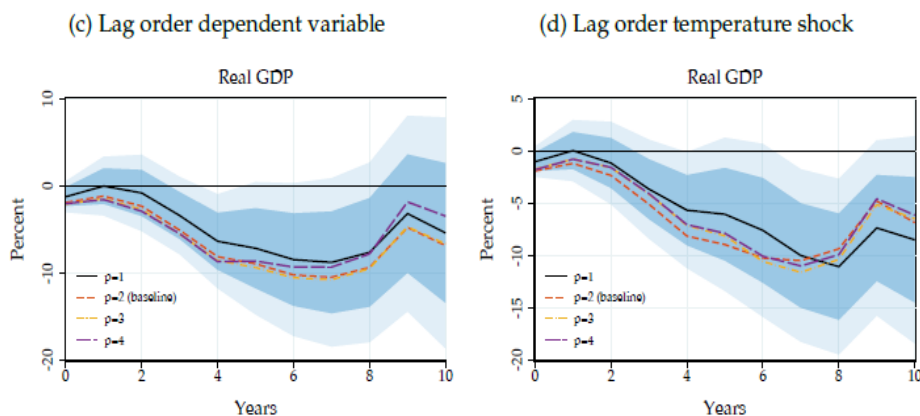 (c) Lag order dependent variable
Real GDP
Percent
10
0
-10
-20
ρ=1
ρ=2 (baseline)
ρ=3
ρ=4
0 2 4 6 8 10
Years
(d) Lag order temperature shock
Real GDP
Percent
5
0
-5
-10
-15
-20
ρ=1
ρ=2 (baseline)
ρ=3
ρ=4
0 2 4 6 8 10
Years